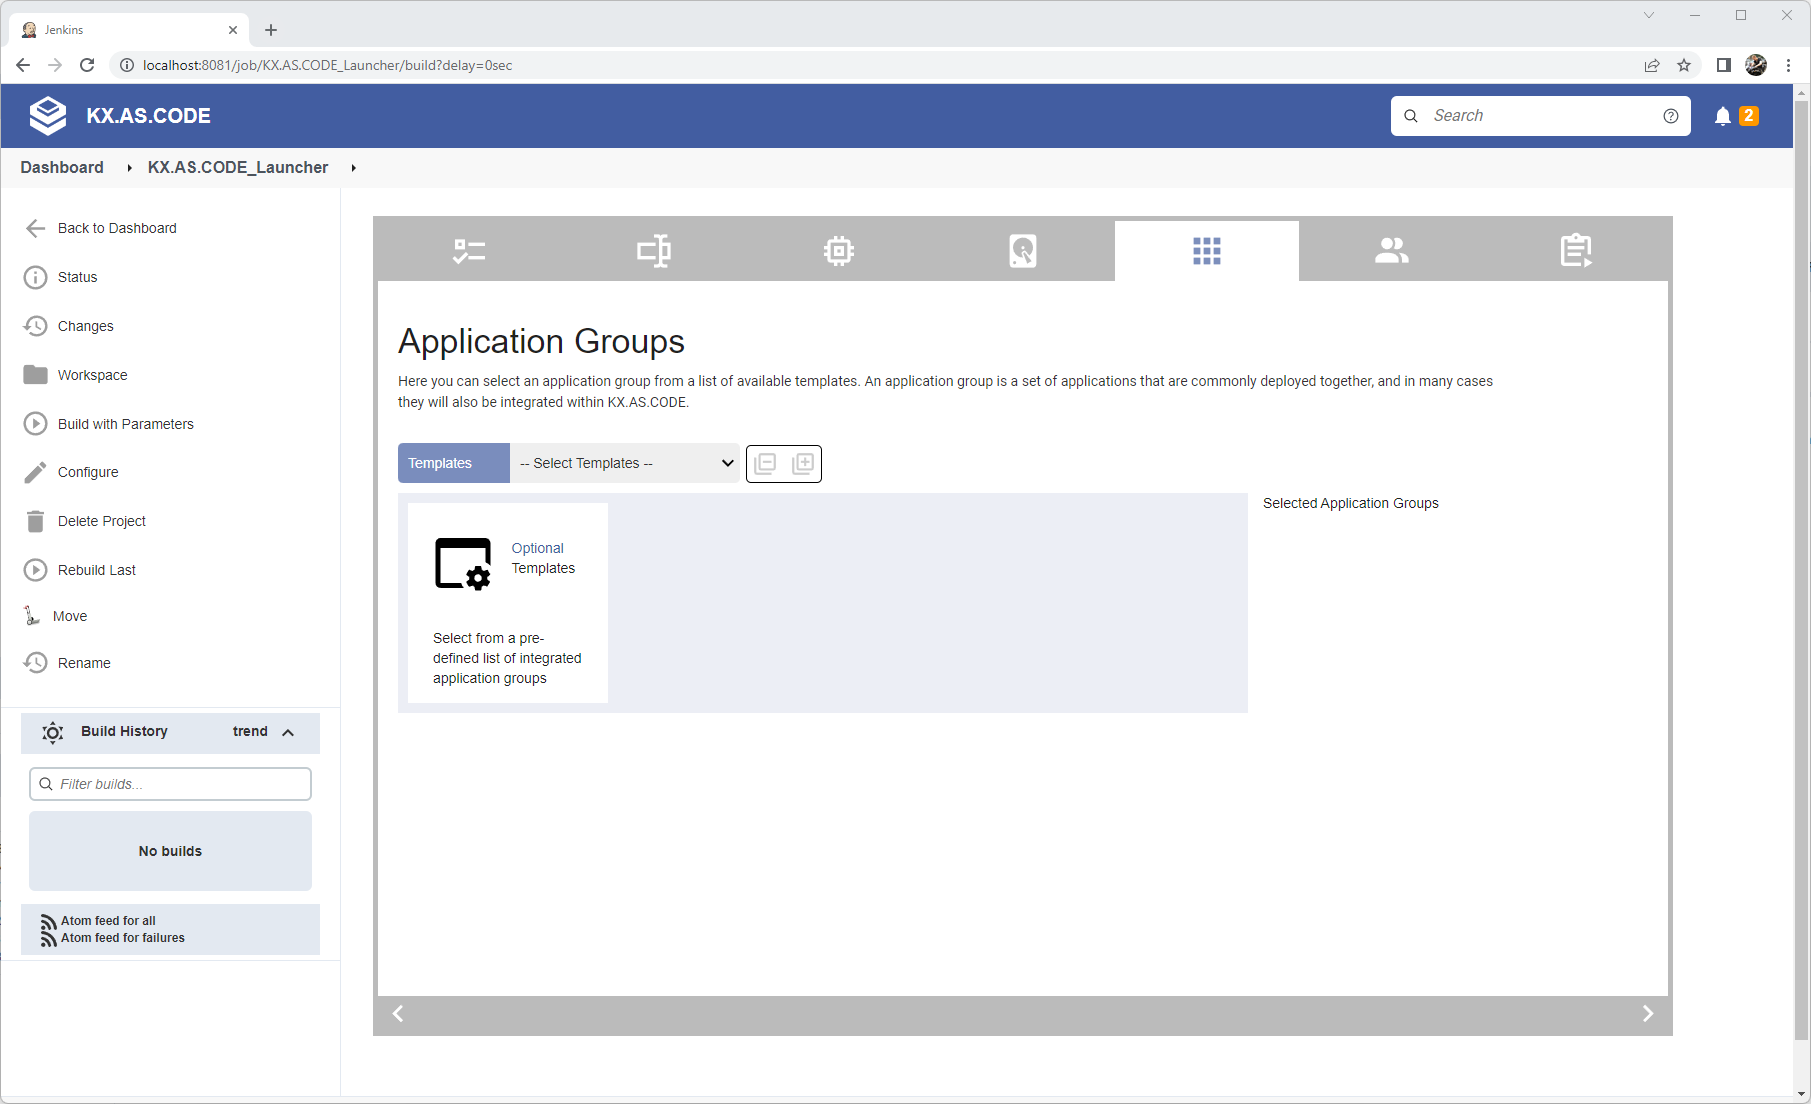 Jenkins
localhost:8081/job/KX.AS.CODE_Launcher/build?delay=0sec
KX.AS.CODE
Search
2
Dashboard
KX.AS.CODE_Launcher
Back to Dashboard
Status
Changes
Workspace
Build with Parameters
Configure
Delete Project
Rebuild Last
Move
Rename
Build History
trend
Filter builds...
No builds
Atom feed for all
Atom feed for failures
Application Groups
Here you can select an application group from a list of available templates. An application group is a set of applications that are commonly deployed together, and in many cases
they will also be integrated within KX.AS.CODE.
Templates
-- Select Templates --
Optional
Templates
Select from a pre-
defined list of integrated
application groups
Selected Application Groups